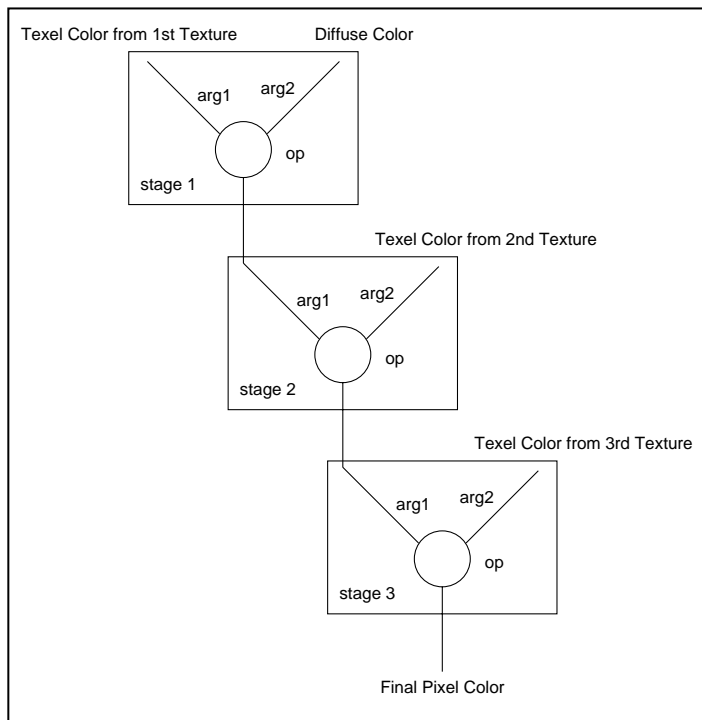 Texel Color from 1st Texture
Diffuse Color
arg1
arg2
op
stage 1
Texel Color from 2nd Texture
arg1
arg2
op
stage 2
Texel Color from 3rd Texture
arg1
arg2
op
stage 3
Final Pixel Color